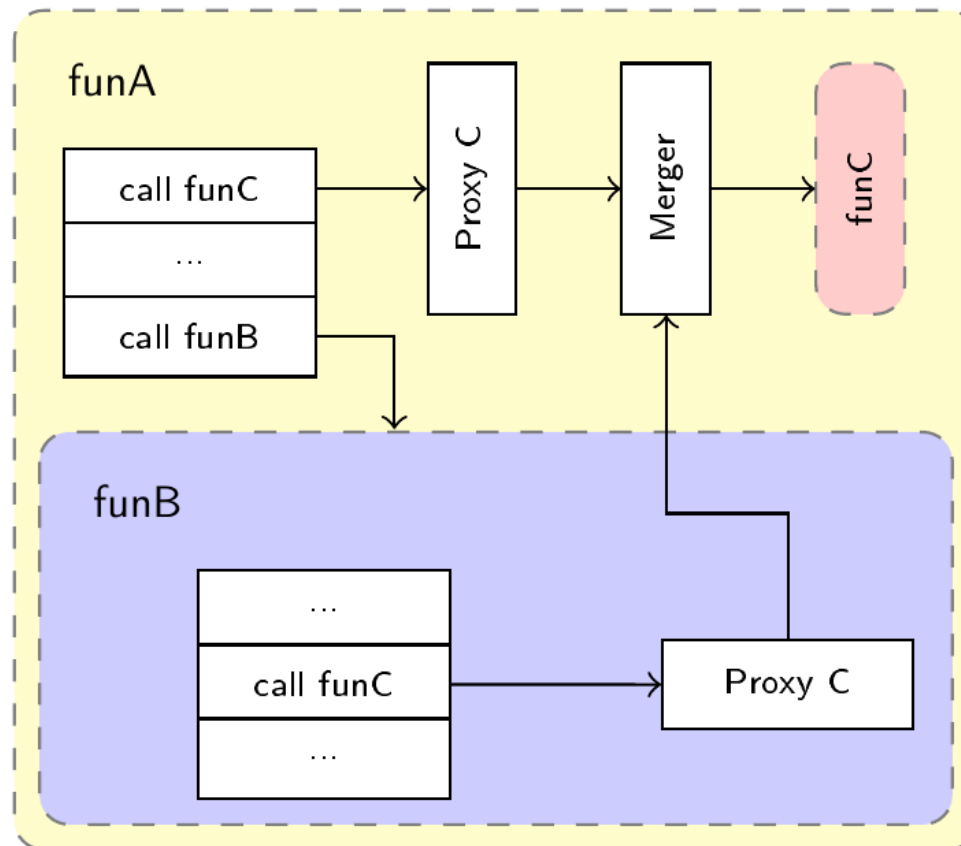 funA
call funC
...
call funB
Proxy C
Merger
funC
funB
...
call funC
...
Proxy C